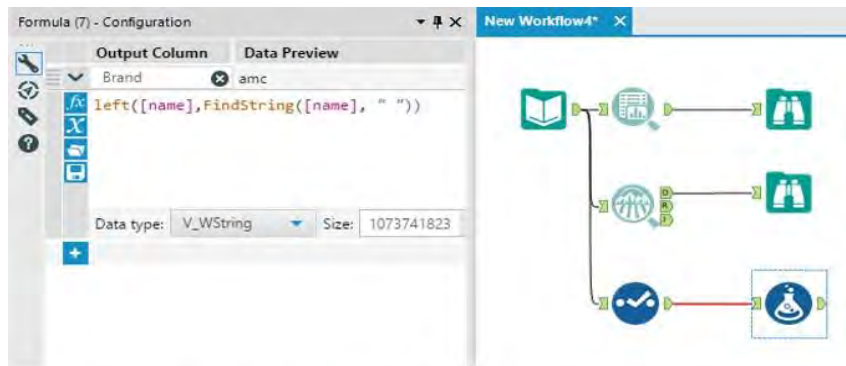 Formula (7) - Configuration
New Workflow4*
Output Column Data Preview
Brand amc
fx
X
left([name],FindString([name], " "))
Data type: V_WString Size: 1073741823
+
D
R
I